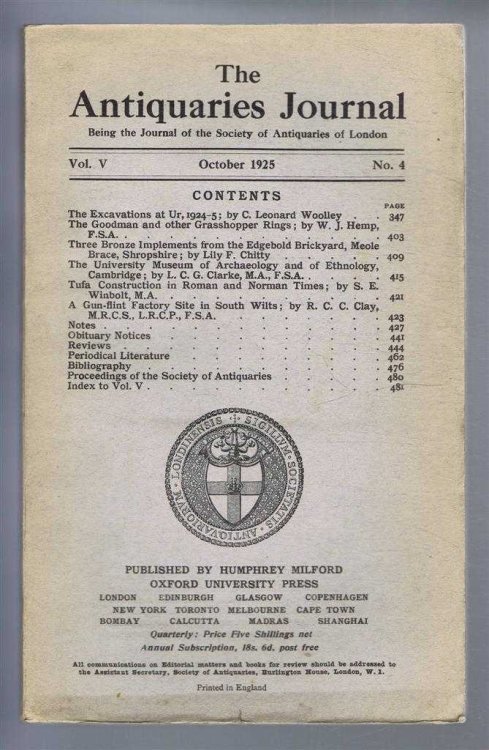 The
Antiquaries Journal
Being the Journal of the Society of Antiquaries of London
Vol. V October 1925 No. 4
CONTENTS
PAGE
The Excavations at Ur, 1924-5; by C. Leonard Woolley . . 347
The Goodman and other Grasshopper Rings; by W. J. Hemp,
F.S.A. . . . . . . . . . . 403
Three Bronze Implements from the Edgebold Brickyard, Meole
Brace, Shropshire; by Lily F. Chitty . . . . . 409
The University Museum of Archaeology and of Ethnology,
Cambridge; by L. C. G. Clarke, M.A., F.S.A. . . . . 415
Tufa Construction in Roman and Norman Times; by S. E.
Winbolt, M.A. . . . . . . . . . 421
A Gun-flint Factory Site in South Wilts; by R. C. C. Clay,
M.R.C.S., L.R.C.P., F.S.A. . . . . . . 423
Notes . . . . . . . . . . 427
Obituary Notices . . . . . . . . . 441
Reviews . . . . . . . . . . 444
Periodical Literature . . . . . . . . 462
Bibliography . . . . . . . . . 476
Proceedings of the Society of Antiquaries . . . . . 480
Index to Vol. V . . . . . . . . . 481
SIGILLVM · SOCIETATIS · ANTIQVARIORVM · LONDINENSIS
PUBLISHED BY HUMPHREY MILFORD
OXFORD UNIVERSITY PRESS
LONDON EDINBURGH GLASGOW COPENHAGEN
NEW YORK TORONTO MELBOURNE CAPE TOWN
BOMBAY CALCUTTA MADRAS SHANGHAI
Quarterly: Price Five Shillings net
Annual Subscription, 18s. 6d. post free
All communications on Editorial matters and books for review should be addressed to
the Assistant Secretary, Society of Antiquaries, Burlington House, London, W. 1.
Printed in England